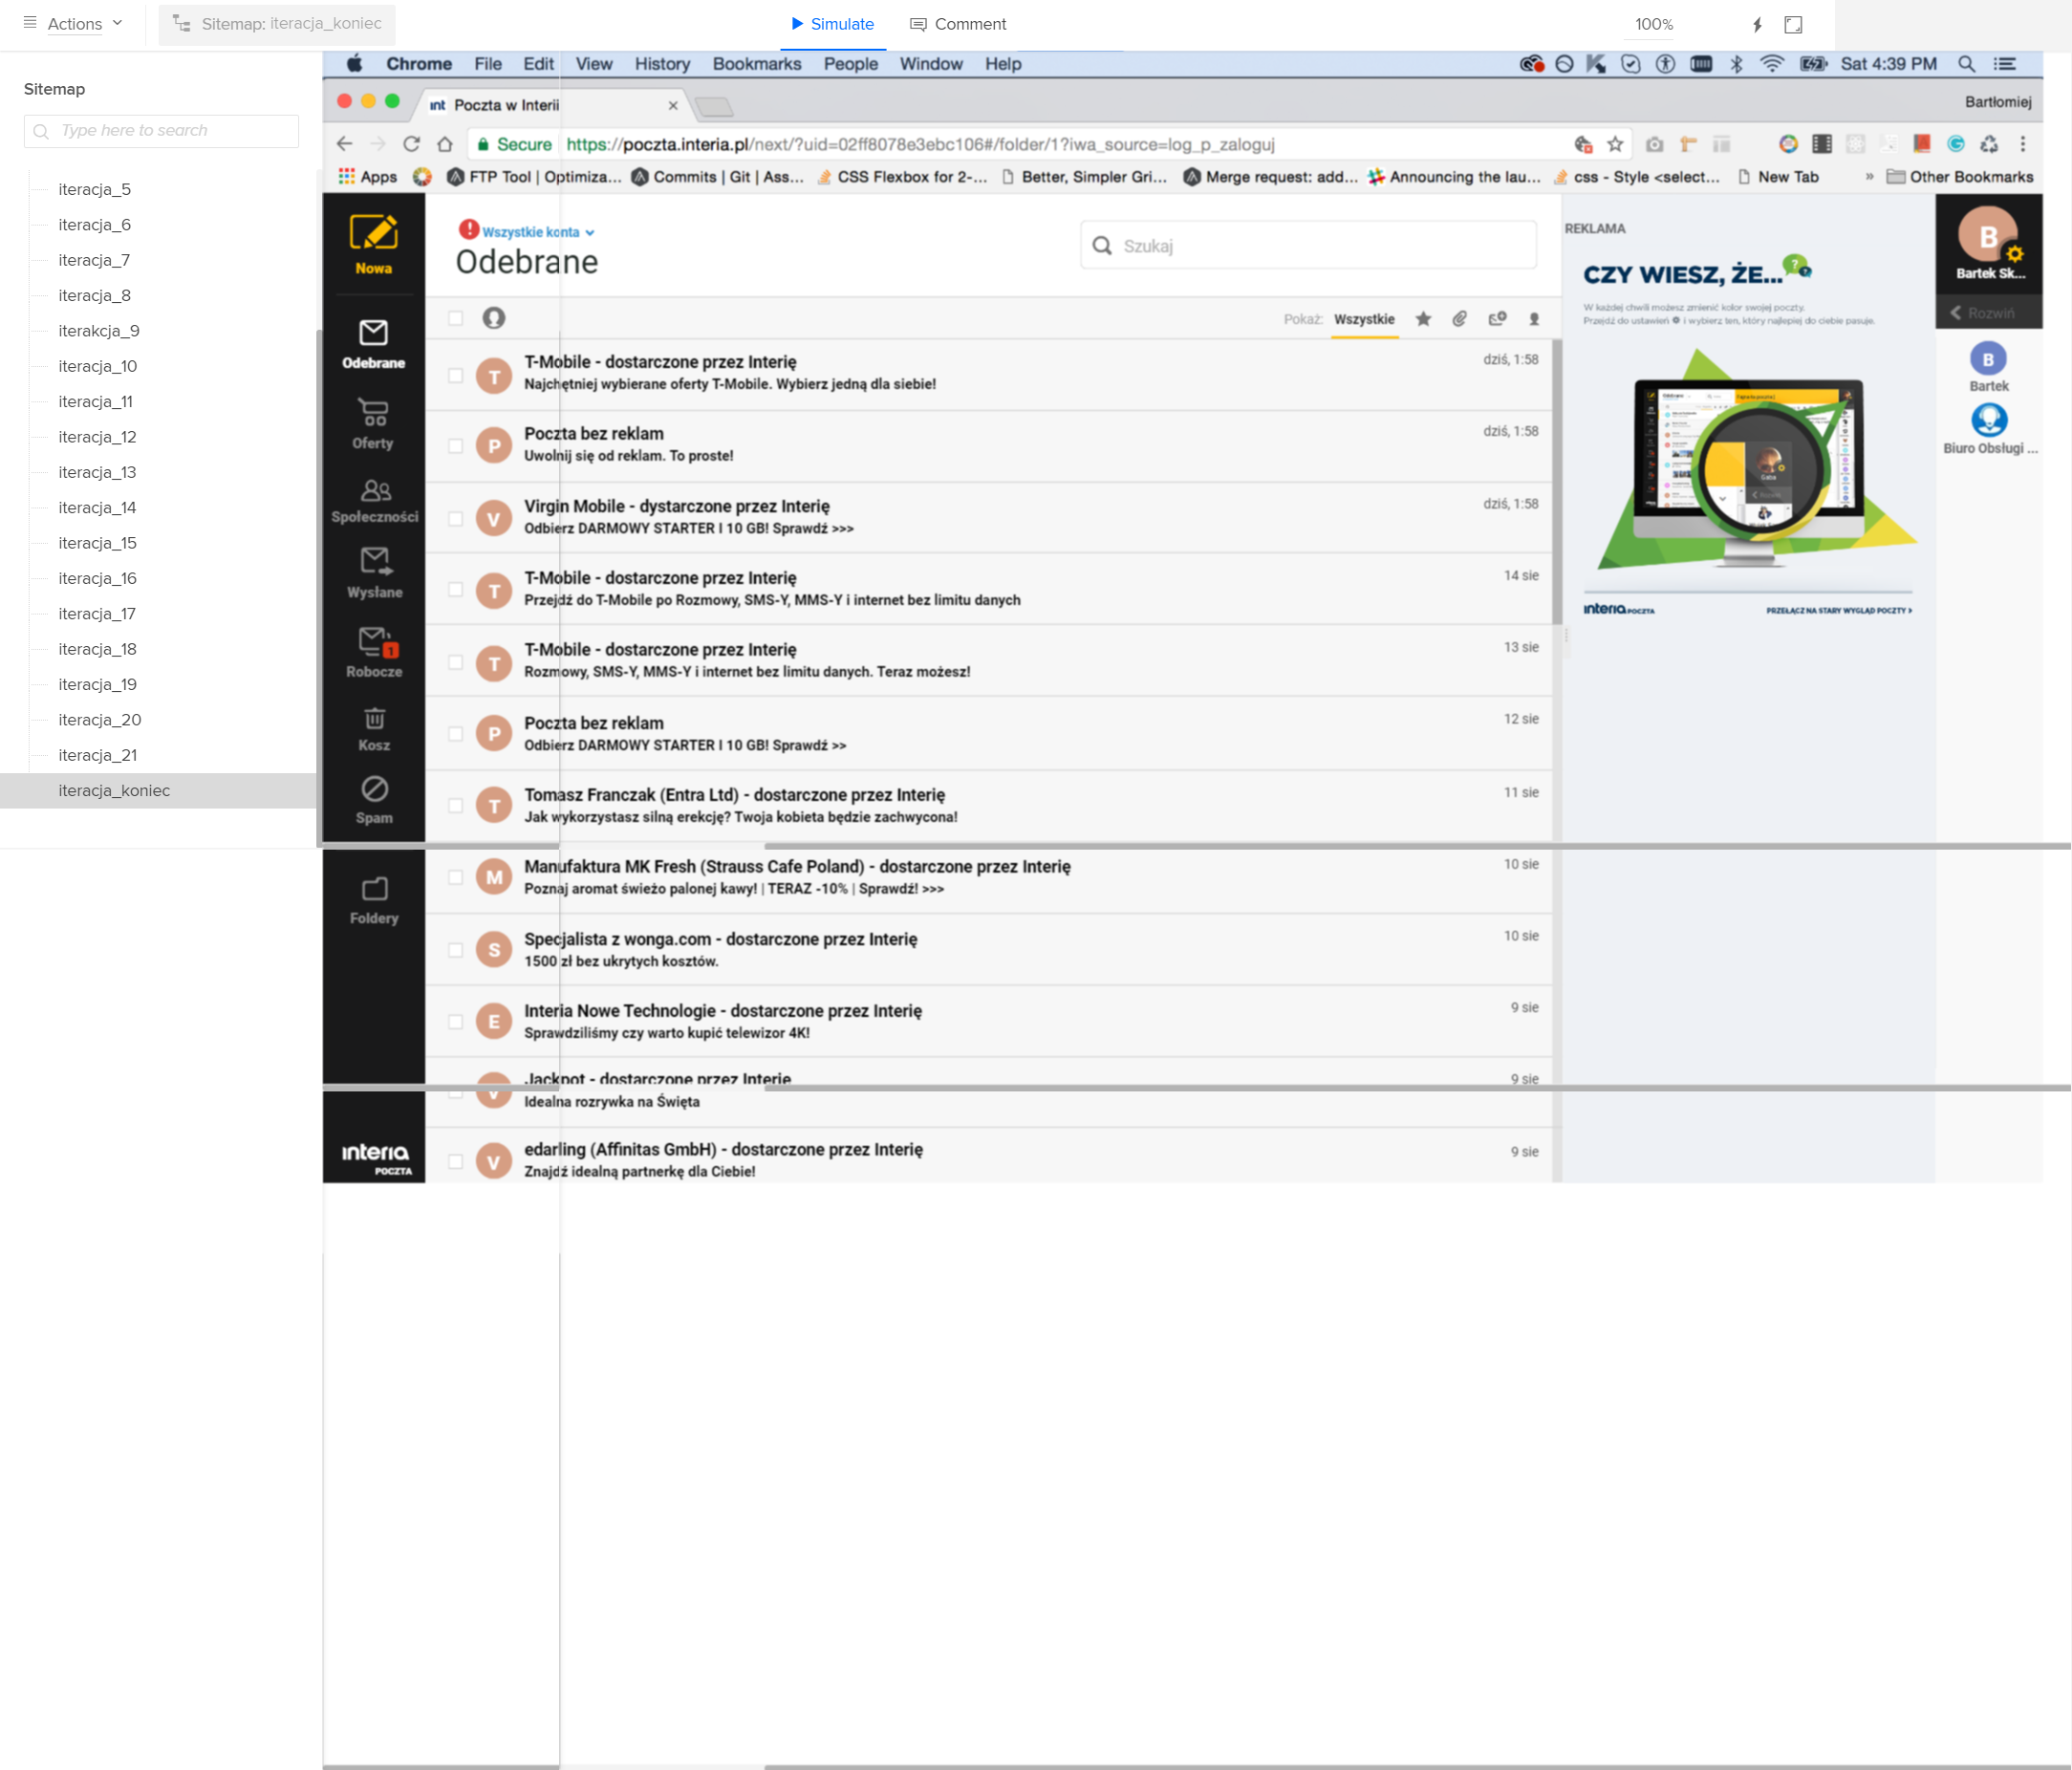 Actions
Sitemap: iteracja_koniec
Simulate
Comment
100%
Sitemap
Type here to search
iteracja_5
iteracja_6
iteracja_7
iteracja_8
iterakcja_9
iteracja_10
iteracja_11
iteracja_12
iteracja_13
iteracja_14
iteracja_15
iteracja_16
iteracja_17
iteracja_18
iteracja_19
iteracja_20
iteracja_21
iteracja_koniec
Chrome File Edit View History Bookmarks People Window Help
Sat 4:39 PM
int Poczta w Interii
Bartłomiej
Secure https://poczta.interia.pl/next/?uid=02ff8078e3ebc106#/folder/1?iwa_source=log_p_zaloguj
Apps FTP Tool | Optimiza... Commits | Git | Ass... CSS Flexbox for 2-... Better, Simpler Gri... Merge request: add... Announcing the lau... css - Style <select... New Tab » Other Bookmarks
Nowa
Odebrane
Oferty
Społeczności
Wysłane
Robocze
1
Kosz
Spam
Foldery
interia
POCZTA
Wszystkie konta
Odebrane
Szukaj
Pokaż: Wszystkie
T
T-Mobile - dostarczone przez Interię
dziś, 1:58
Najchętniej wybierane oferty T-Mobile. Wybierz jedną dla siebie!
P
Poczta bez reklam
dziś, 1:58
Uwolnij się od reklam. To proste!
V
Virgin Mobile - dystarczone przez Interię
dziś, 1:58
Odbierz DARMOWY STARTER I 10 GB! Sprawdź >>>
T
T-Mobile - dostarczone przez Interię
14 sie
Przejdź do T-Mobile po Rozmowy, SMS-Y, MMS-Y i internet bez limitu danych
T
T-Mobile - dostarczone przez Interię
13 sie
Rozmowy, SMS-Y, MMS-Y i internet bez limitu danych. Teraz możesz!
P
Poczta bez reklam
12 sie
Odbierz DARMOWY STARTER I 10 GB! Sprawdź >>
T
Tomasz Franczak (Entra Ltd) - dostarczone przez Interię
11 sie
Jak wykorzystasz silną erekcję? Twoja kobieta będzie zachwycona!
M
Manufaktura MK Fresh (Strauss Cafe Poland) - dostarczone przez Interię
10 sie
Poznaj aromat świeżo palonej kawy! | TERAZ -10% | Sprawdź! >>>
S
Specjalista z wonga.com - dostarczone przez Interię
10 sie
1500 zł bez ukrytych kosztów.
E
Interia Nowe Technologie - dostarczone przez Interię
9 sie
Sprawdziliśmy czy warto kupić telewizor 4K!
V
Jackpot - dostarczone przez Interię
9 sie
Idealna rozrywka na Święta
V
edarling (Affinitas GmbH) - dostarczone przez Interię
9 sie
Znajdź idealną partnerkę dla Ciebie!
REKLAMA
CZY WIESZ, ŻE...
W każdej chwili możesz zmienić kolor swojej poczty.
Przejdź do ustawień i wybierz ten, który najlepiej do ciebie pasuje.
interia POCZTA
PRZEŁĄCZ NA STARY WYGLĄD POCZTY >
B
Bartek Sk...
Rozwiń
B
Bartek
Biuro Obsługi ...